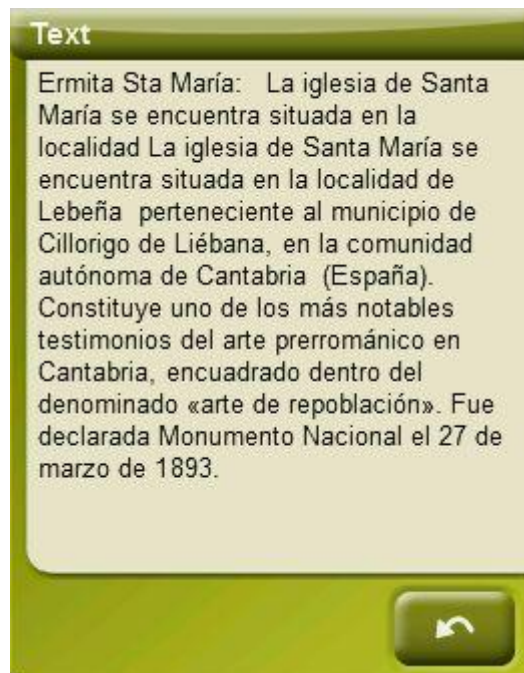 Text
Ermita Sta María:   La iglesia de Santa
María se encuentra situada en la
localidad La iglesia de Santa María se
encuentra situada en la localidad de
Lebeña  perteneciente al municipio de
Cillorigo de Liébana, en la comunidad
autónoma de Cantabria  (España).
Constituye uno de los más notables
testimonios del arte prerrománico en
Cantabria, encuadrado dentro del
denominado «arte de repoblación». Fue
declarada Monumento Nacional el 27 de
marzo de 1893.